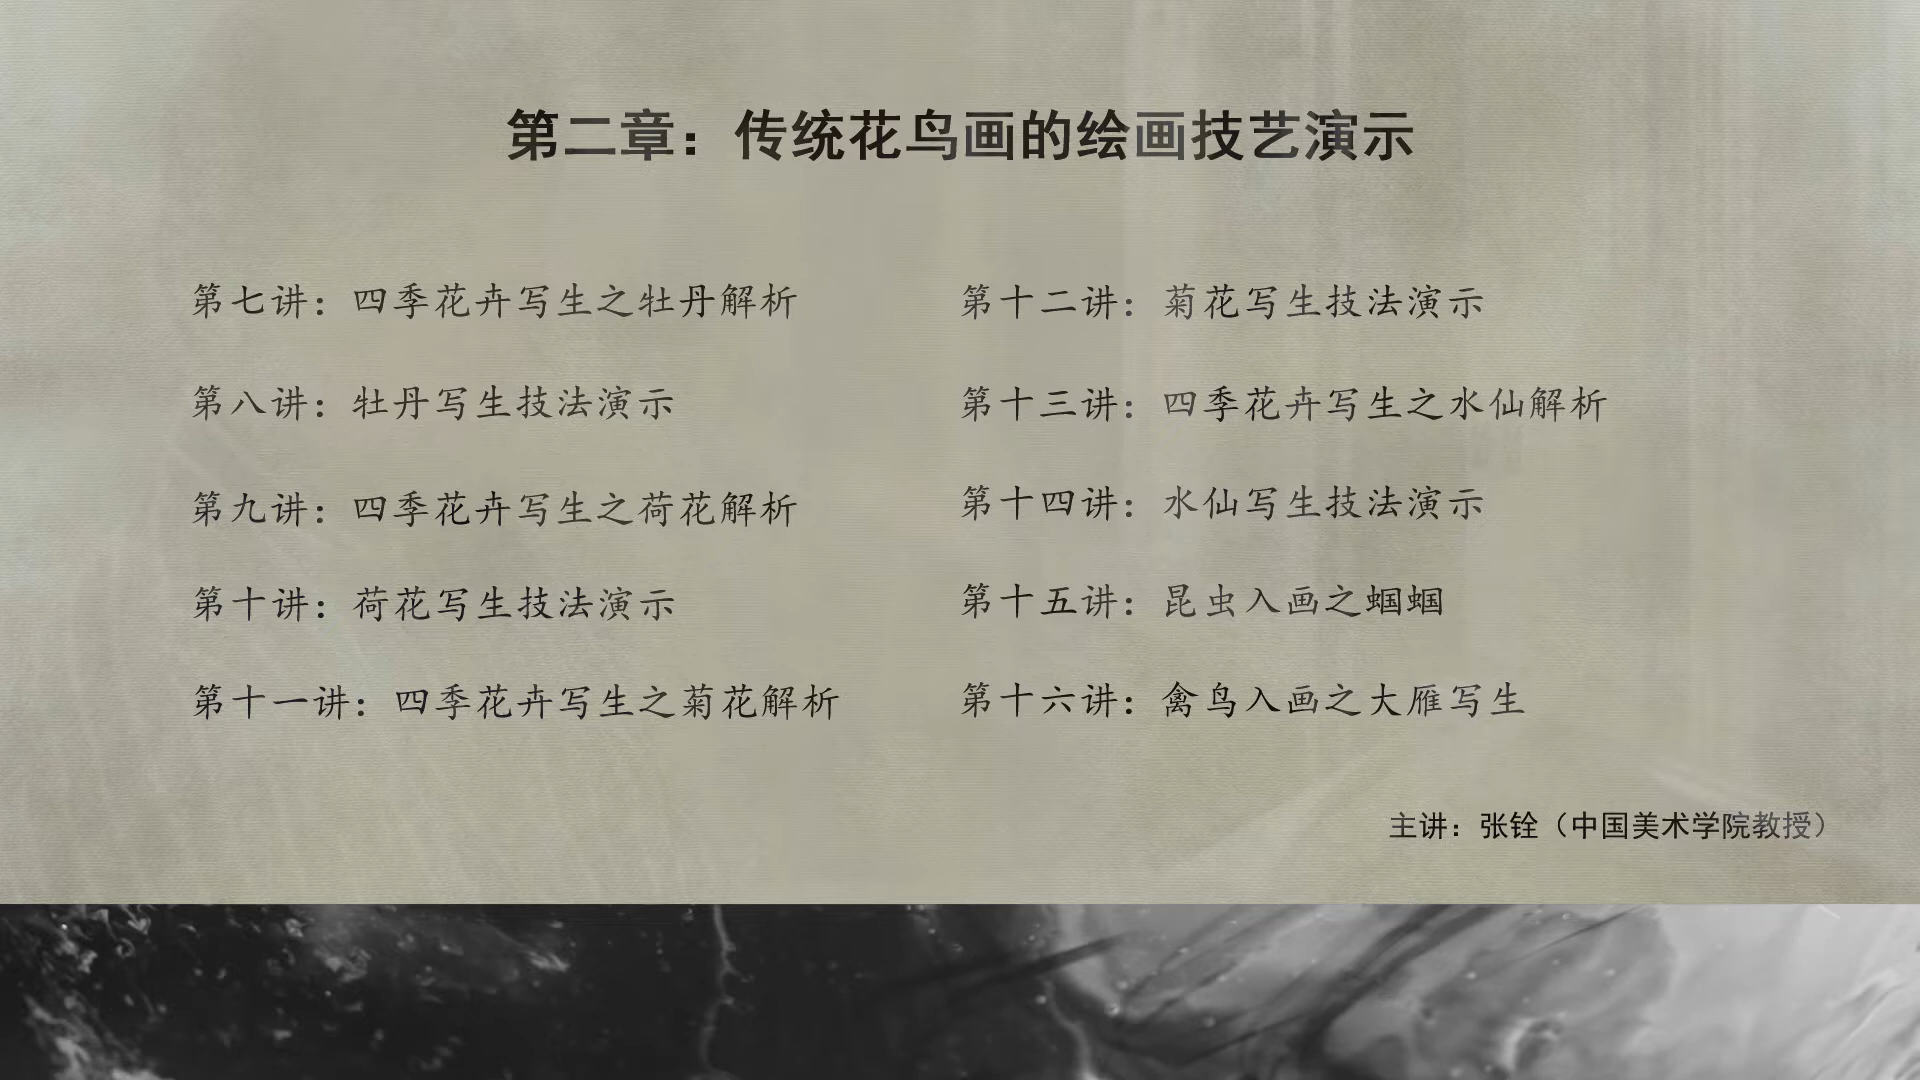 第二章：传统花鸟画的绘画技艺演示
第七讲：四季花卉写生之牡丹解析
第八讲：牡丹写生技法演示
第九讲：四季花卉写生之荷花解析
第十讲：荷花写生技法演示
第十一讲：四季花卉写生之菊花解析
第十二讲：菊花写生技法演示
第十三讲：四季花卉写生之水仙解析
第十四讲：水仙写生技法演示
第十五讲：昆虫入画之蝈蝈
第十六讲：禽鸟入画之大雁写生
主讲：张铨（中国美术学院教授）